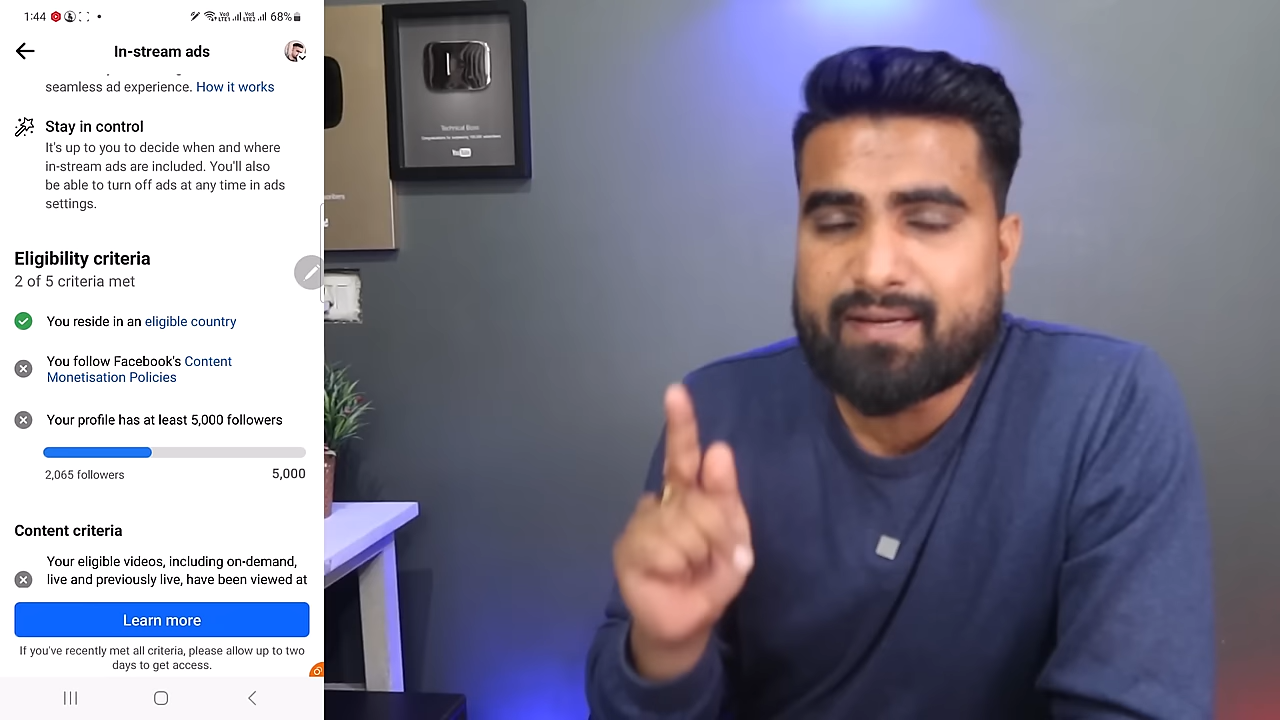 1:44
68%
In-stream ads
seamless ad experience. How it works
Stay in control
It's up to you to decide when and where
in-stream ads are included. You'll also
be able to turn off ads at any time in ads
settings.
Eligibility criteria
2 of 5 criteria met
You reside in an eligible country
You follow Facebook's Content
Monetisation Policies
Your profile has at least 5,000 followers
2,065 followers
5,000
Content criteria
Your eligible videos, including on-demand,
live and previously live, have been viewed at
Learn more
If you've recently met all criteria, please allow up to two
days to get access.
YouTube